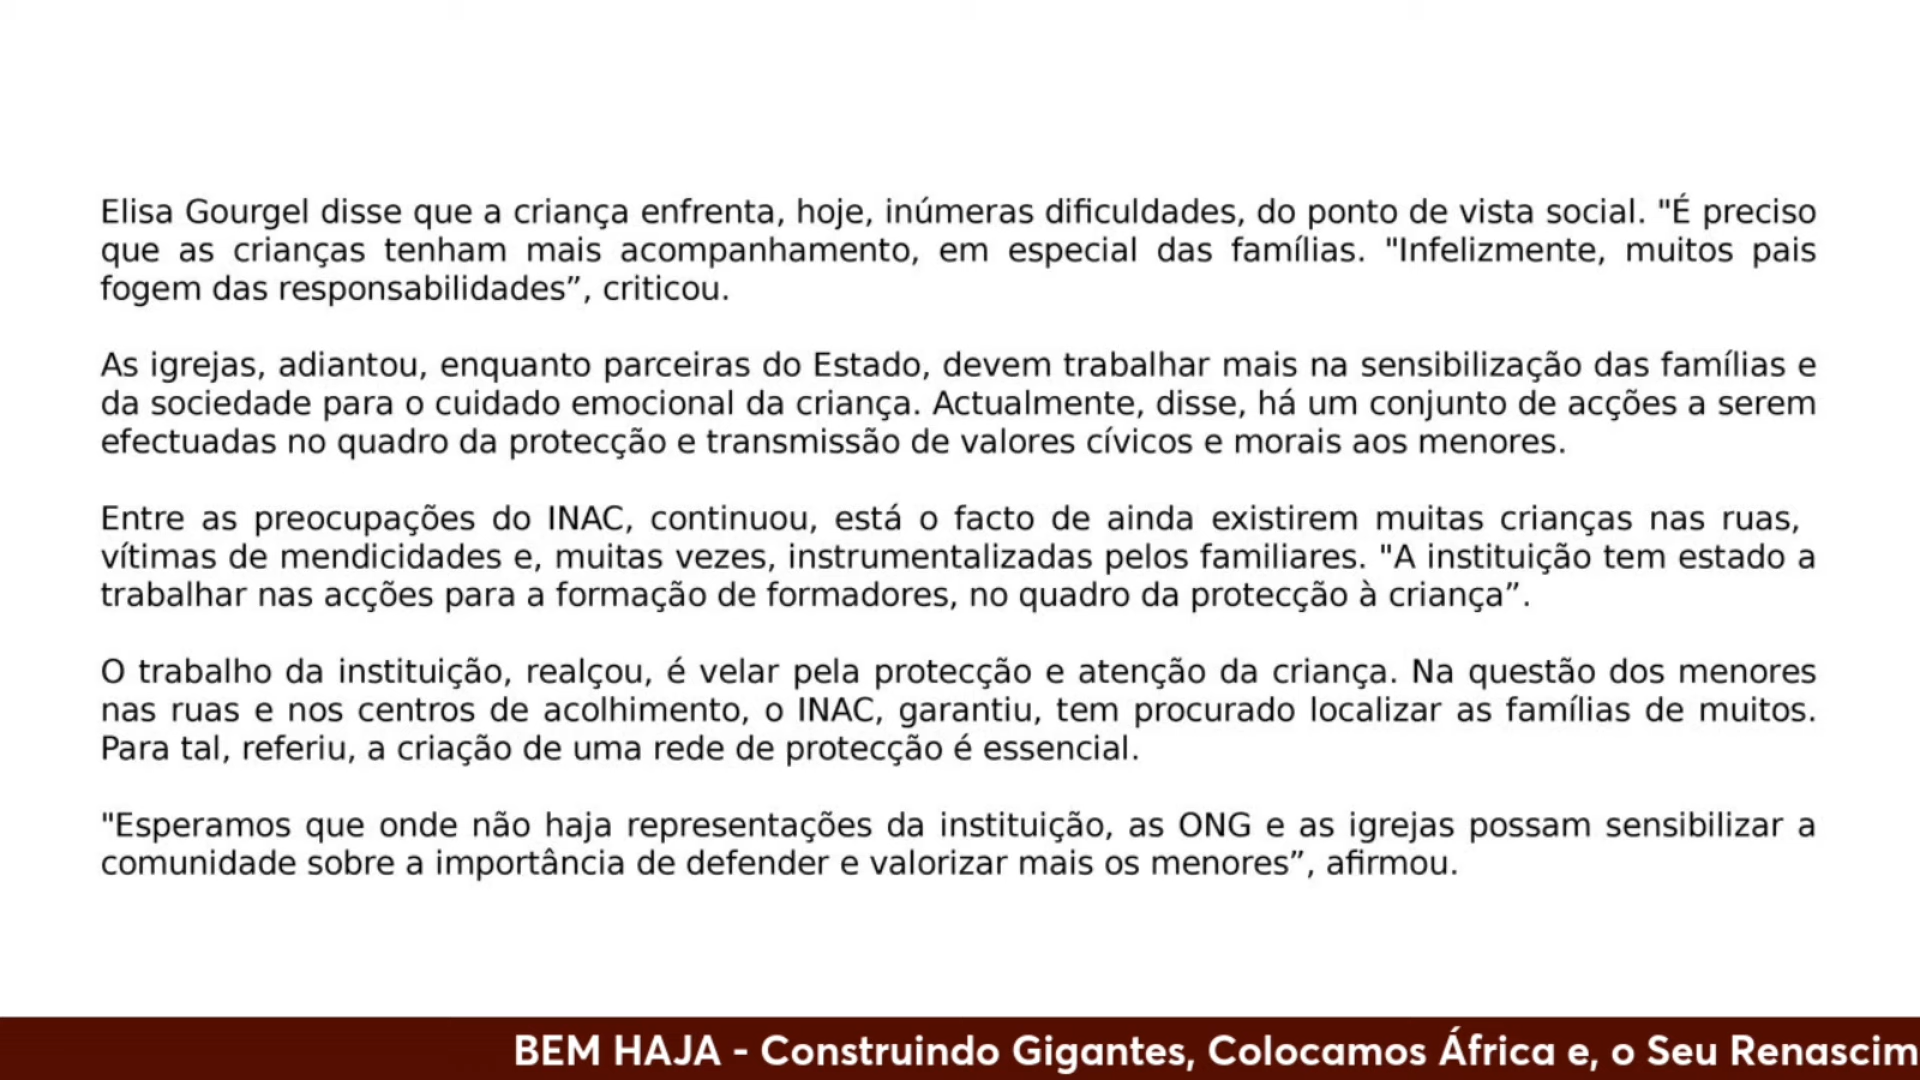 Elisa Gourgel disse que a criança enfrenta, hoje, inúmeras dificuldades, do ponto de vista social. "É preciso
que as crianças tenham mais acompanhamento, em especial das famílias. "Infelizmente, muitos pais
fogem das responsabilidades”, criticou.
As igrejas, adiantou, enquanto parceiras do Estado, devem trabalhar mais na sensibilização das famílias e
da sociedade para o cuidado emocional da criança. Actualmente, disse, há um conjunto de acções a serem
efectuadas no quadro da protecção e transmissão de valores cívicos e morais aos menores.
Entre as preocupações do INAC, continuou, está o facto de ainda existirem muitas crianças nas ruas,
vítimas de mendicidades e, muitas vezes, instrumentalizadas pelos familiares. "A instituição tem estado a
trabalhar nas acções para a formação de formadores, no quadro da protecção à criança”.
O trabalho da instituição, realçou, é velar pela protecção e atenção da criança. Na questão dos menores
nas ruas e nos centros de acolhimento, o INAC, garantiu, tem procurado localizar as famílias de muitos.
Para tal, referiu, a criação de uma rede de protecção é essencial.
"Esperamos que onde não haja representações da instituição, as ONG e as igrejas possam sensibilizar a
comunidade sobre a importância de defender e valorizar mais os menores”, afirmou.
BEM HAJA - Construindo Gigantes, Colocamos África e, o Seu Renascim